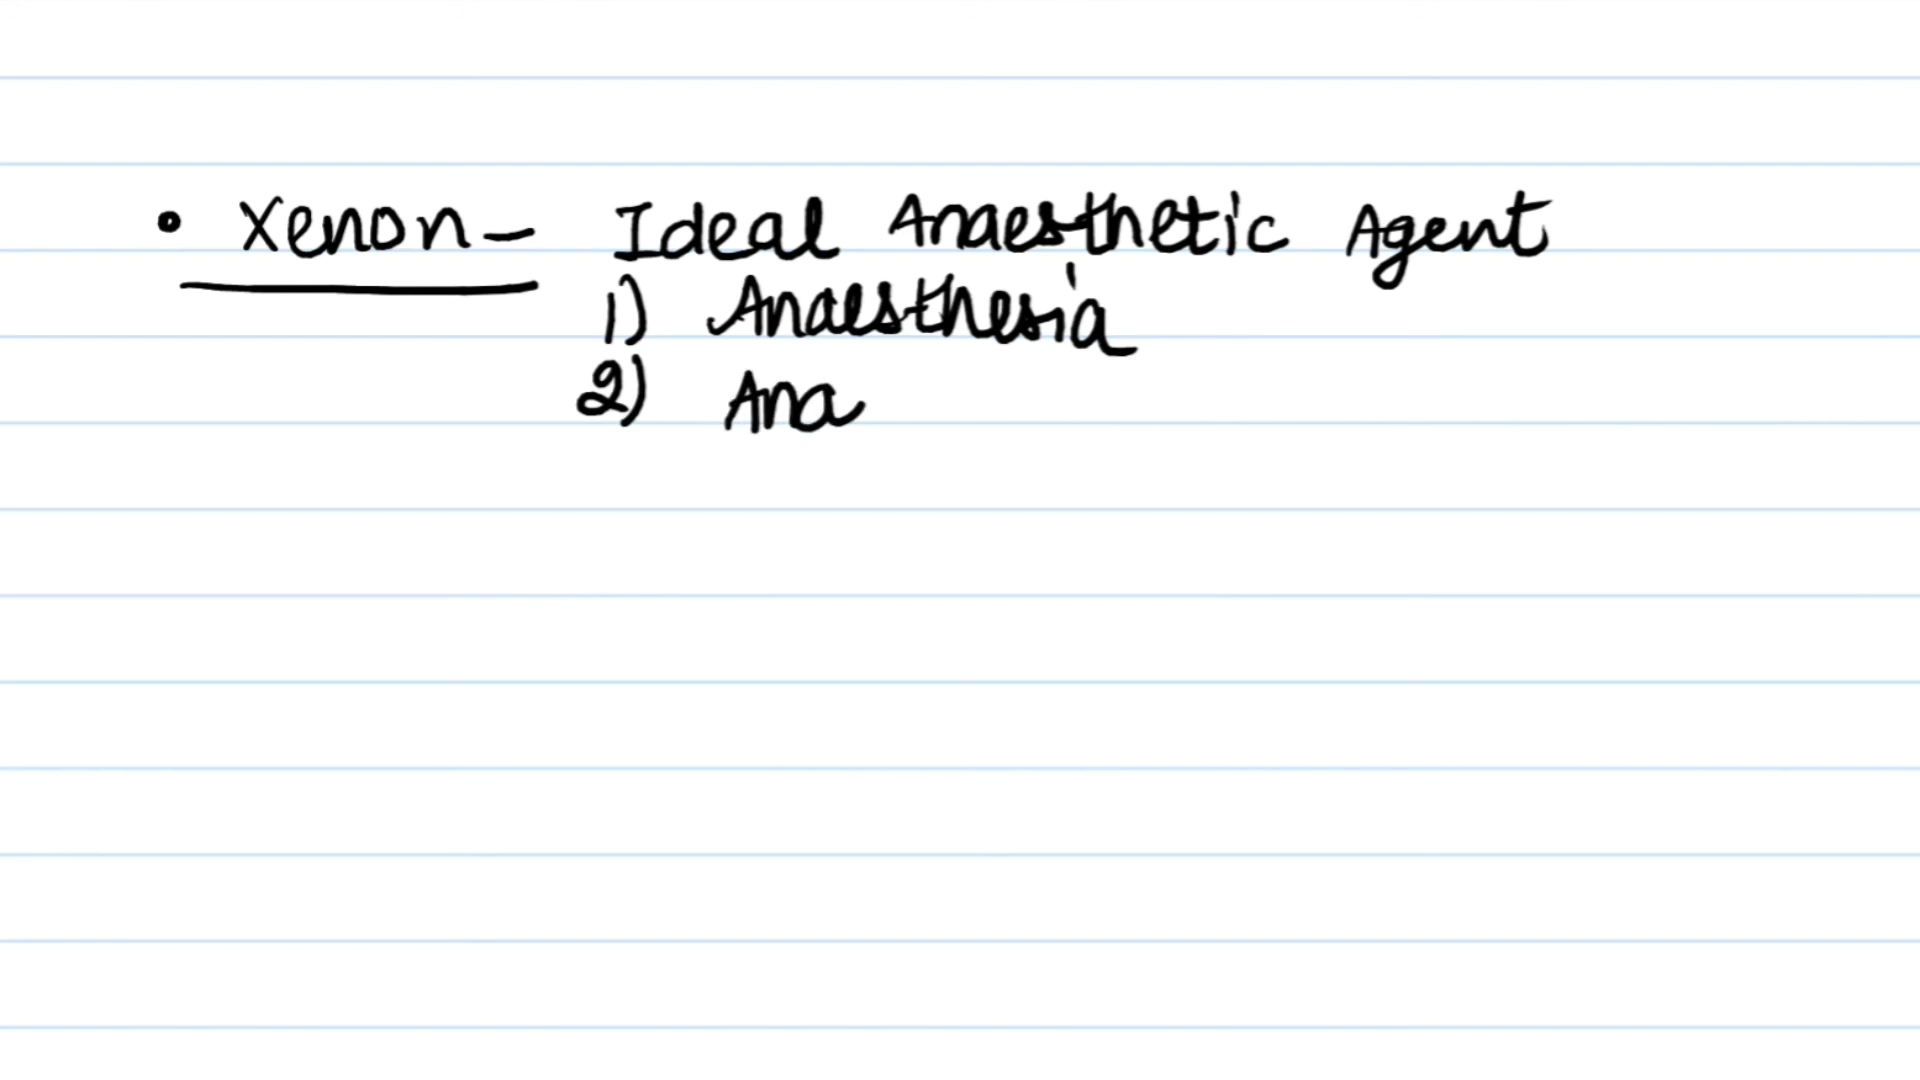 • Xenon- Ideal Anaesthetic Agent
1) Anaesthesia
2) Ana